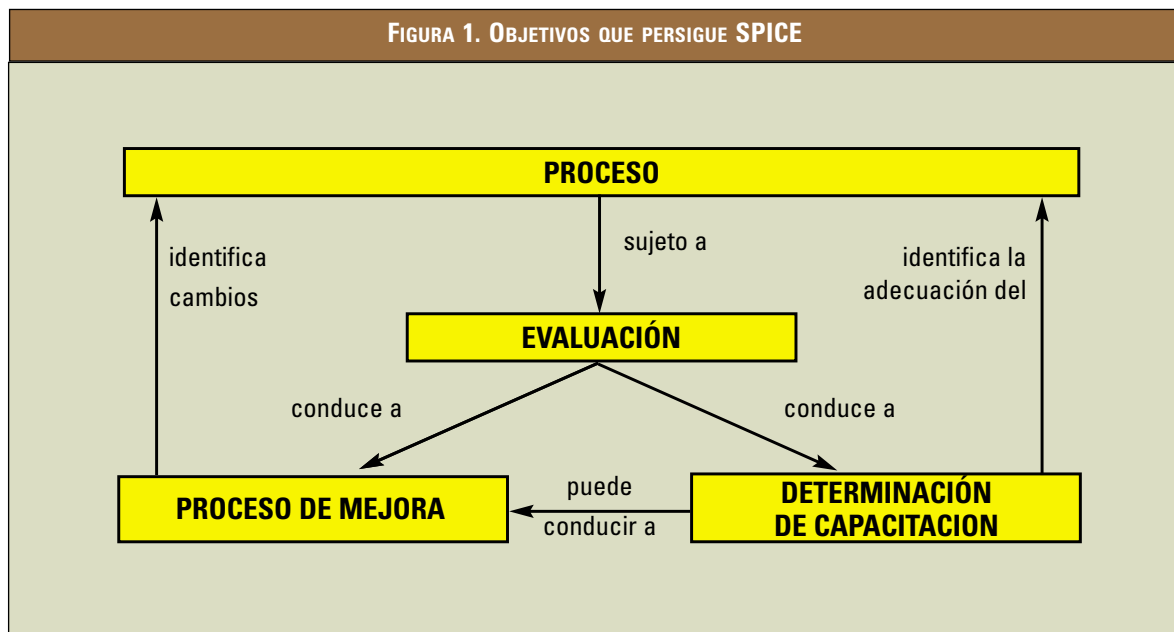 FIGURA 1. OBJETIVOS QUE PERSIGUE SPICE
PROCESO
identifica
cambios
sujeto a
identifica la
adecuación del
EVALUACIÓN
conduce a
conduce a
PROCESO DE MEJORA
puede
conducir a
DETERMINACIÓN
DE CAPACITACION